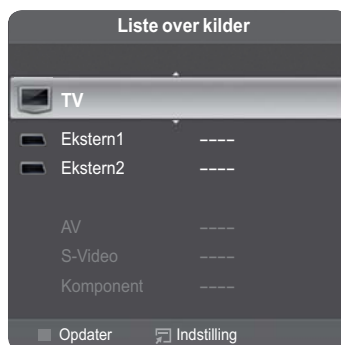 Liste over kilder
TV
Ekstern1 ----
Ekstern2 ----
AV ----
S-Video ----
Komponent ----
Opdater Indstilling